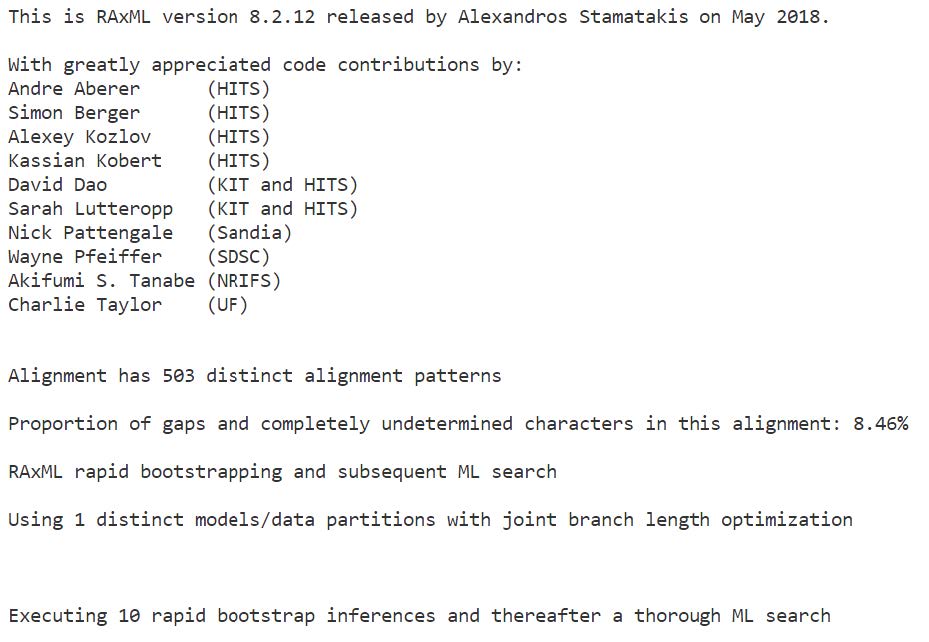 This is RAxML version 8.2.12 released by Alexandros Stamatakis on May 2018.
With greatly appreciated code contributions by:
Andre Aberer (HITS)
Simon Berger (HITS)
Alexey Kozlov (HITS)
Kassian Kobert (HITS)
David Dao (KIT and HITS)
Sarah Lutteropp (KIT and HITS)
Nick Pattengale (Sandia)
Wayne Pfeiffer (SDSC)
Akifumi S. Tanabe (NRIFS)
Charlie Taylor (UF)
Alignment has 503 distinct alignment patterns
Proportion of gaps and completely undetermined characters in this alignment: 8.46%
RAxML rapid bootstrapping and subsequent ML search
Using 1 distinct models/data partitions with joint branch length optimization
Executing 10 rapid bootstrap inferences and thereafter a thorough ML search